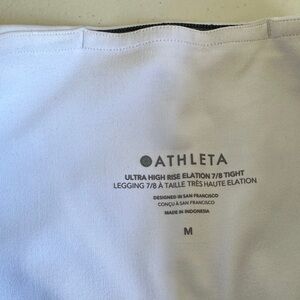 ATHLETA
ULTRA HIGH RISE ELATION 7/8 TIGHT
LEGGING 7/8 À TAILLE TRÈS HAUTE ELATION
DESIGNED IN SAN FRANCISCO
CONÇU À SAN FRANCISCO
MADE IN INDONESIA
M